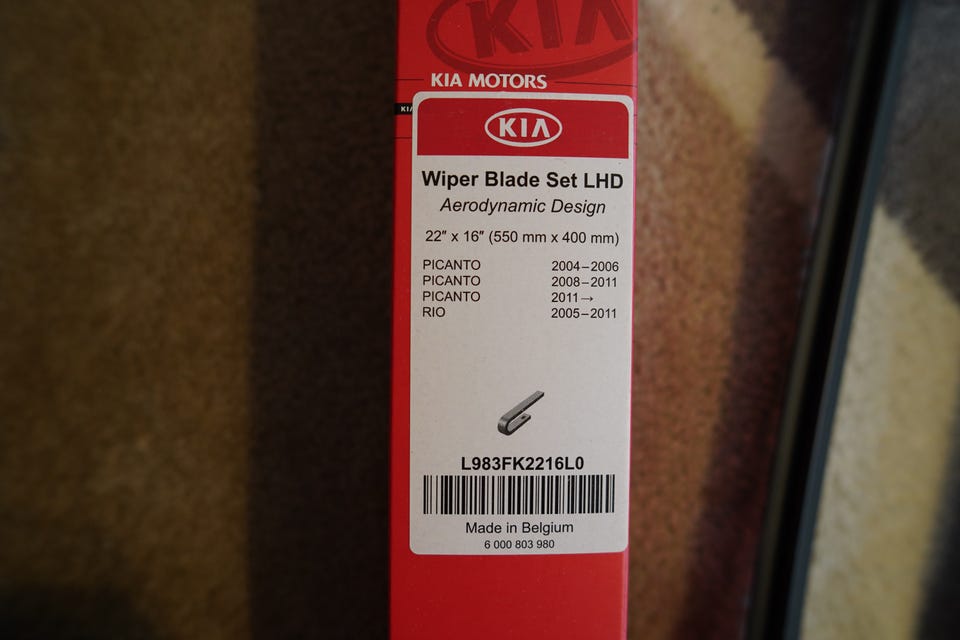 KIA
KIA MOTORS
KIA
KIA
Wiper Blade Set LHD
Aerodynamic Design
22″ x 16″ (550 mm x 400 mm)
PICANTO 2004–2006
PICANTO 2008–2011
PICANTO 2011→
RIO 2005–2011
L983FK2216L0
Made in Belgium
6 000 803 980